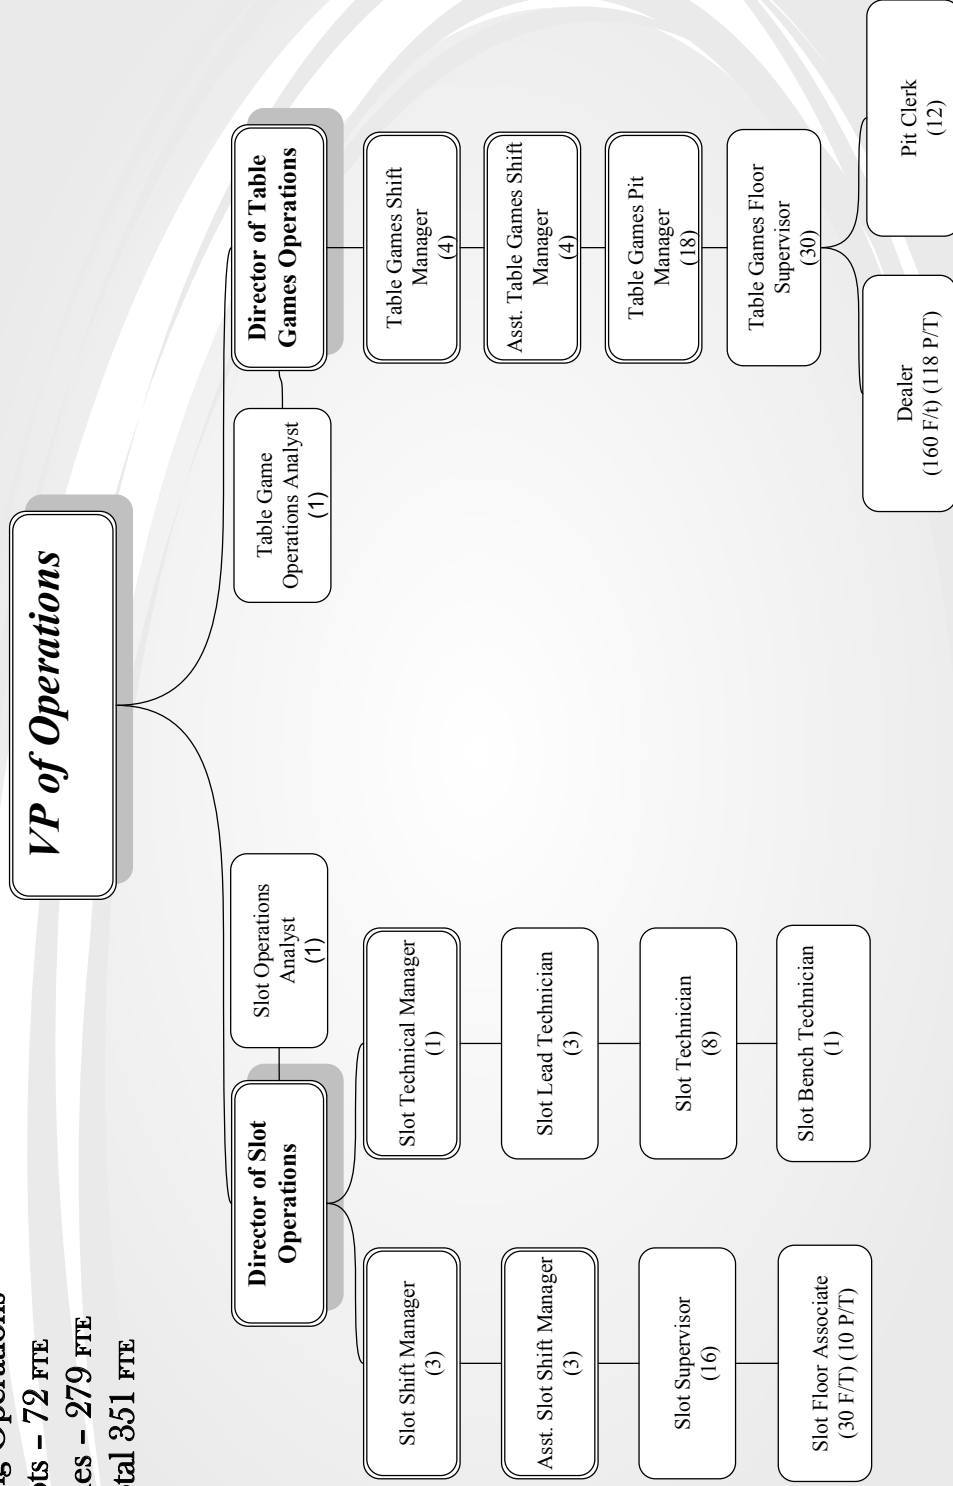 g Operations
ots – 72 FTE
es – 279 FTE
tal 351 FTE
VP of Operations
Director of Slot
Operations
Slot Operations
Analyst
(1)
Table Game
Operations Analyst
(1)
Director of Table
Games Operations
Slot Shift Manager
(3)
Asst. Slot Shift Manager
(3)
Slot Supervisor
(16)
Slot Floor Associate
(30 F/T) (10 P/T)
Slot Technical Manager
(1)
Slot Lead Technician
(3)
Slot Technician
(8)
Slot Bench Technician
(1)
Table Games Shift
Manager
(4)
Asst. Table Games Shift
Manager
(4)
Table Games Pit
Manager
(18)
Table Games Floor
Supervisor
(30)
Dealer
(160 F/t) (118 P/T)
Pit Clerk
(12)